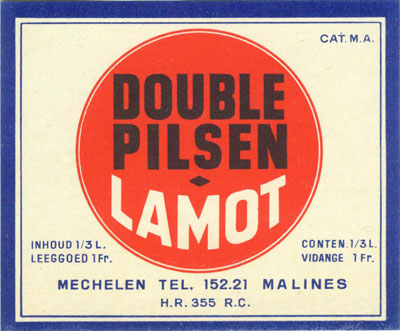 CAT. M.A.
DOUBLE
PILSEN
LAMOT
INHOUD 1/3 L.
LEEGGOED 1 Fr.
CONTEN. 1/3 L.
VIDANGE 1 Fr.
MECHELEN TEL. 152.21 MALINES
H.R. 355 R.C.